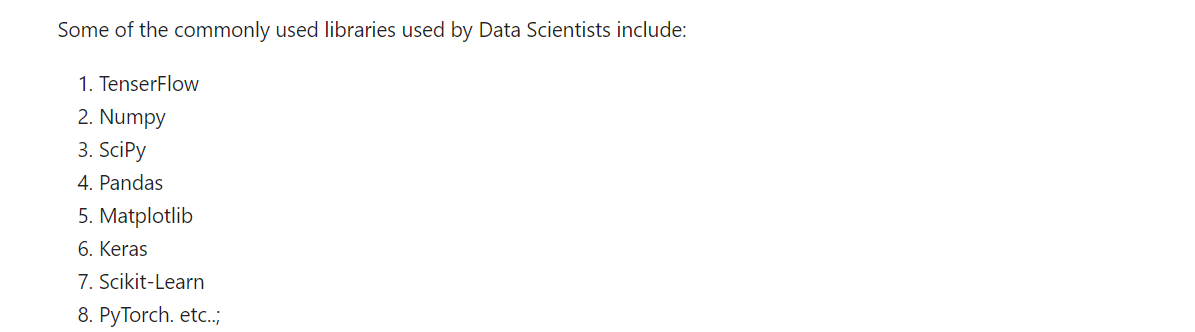 Some of the commonly used libraries used by Data Scientists include:
1. TenserFlow
2. Numpy
3. SciPy
4. Pandas
5. Matplotlib
6. Keras
7. Scikit-Learn
8. PyTorch. etc..;